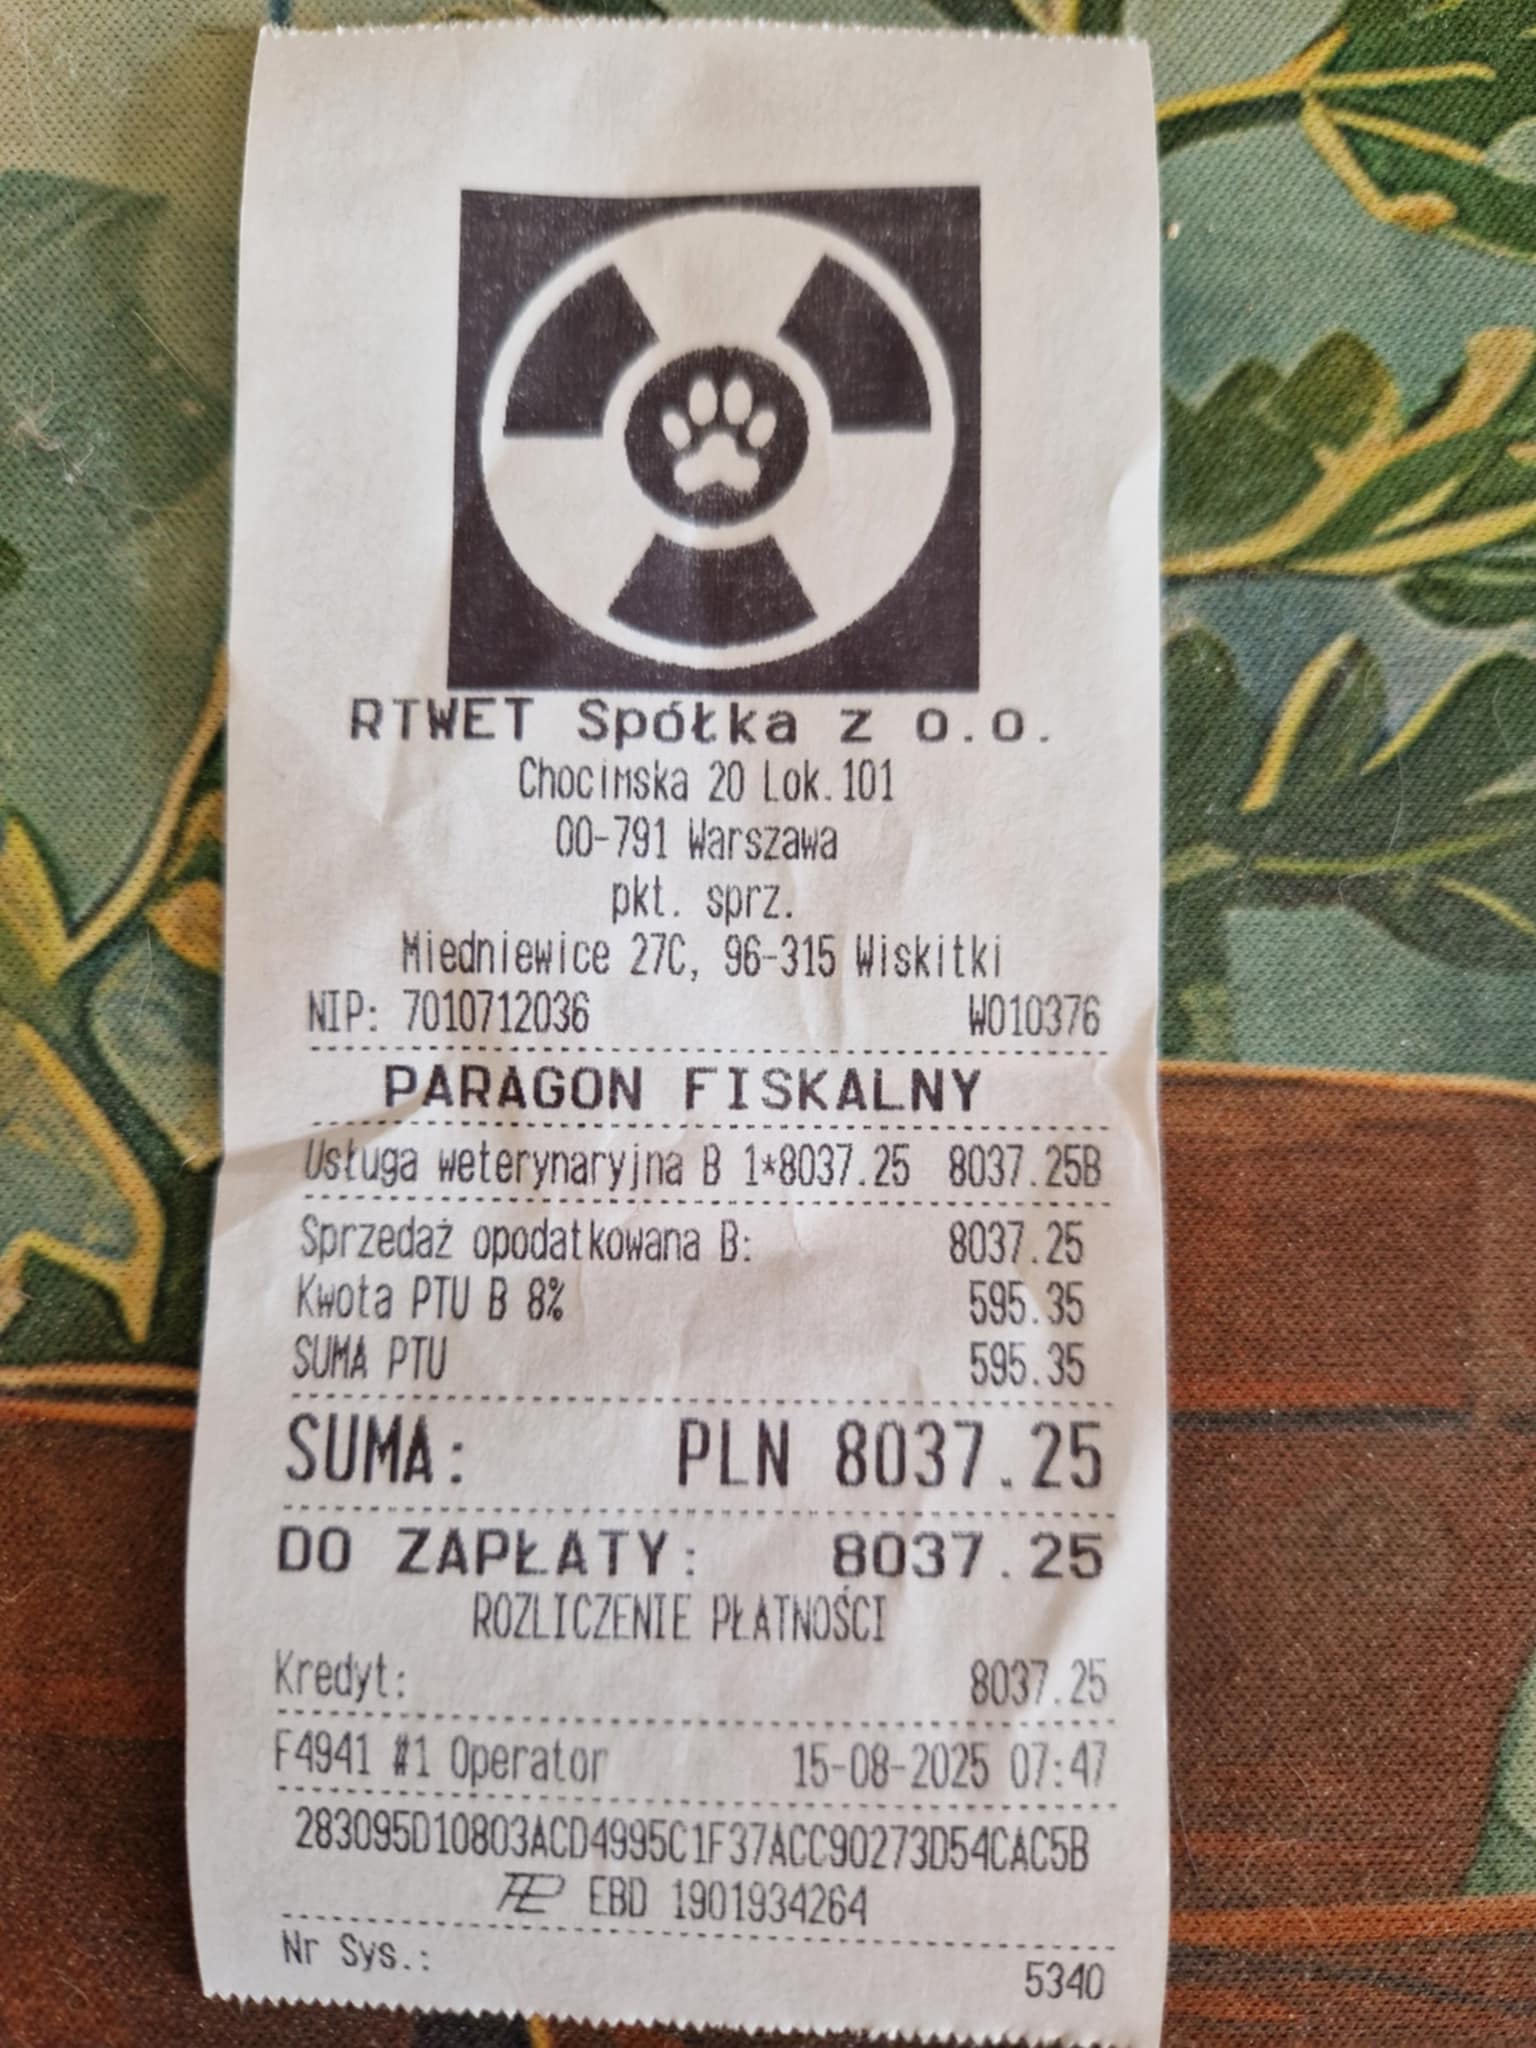 RTWET Spółka z o.o.
Chocimska 20 Lok.101
00-791 Warszawa
pkt. sprz.
Miedniewice 27C, 96-315 Wiskitki
NIP: 7010712036 W010376
PARAGON FISKALNY
Usługa weterynaryjna B 1*8037.25 8037.25B
Sprzedaż opodatkowana B: 8037.25
Kwota PTU B 8% 595.35
SUMA PTU 595.35
SUMA: PLN 8037.25
DO ZAPŁATY: 8037.25
ROZLICZENIE PŁATNOŚCI
Kredyt: 8037.25
F4941 #1 Operator 15-08-2025 07:47
283095D10803ACD4995C1F37ACC90273D54CAC5B
EBD 1901934264
Nr Sys.: 5340